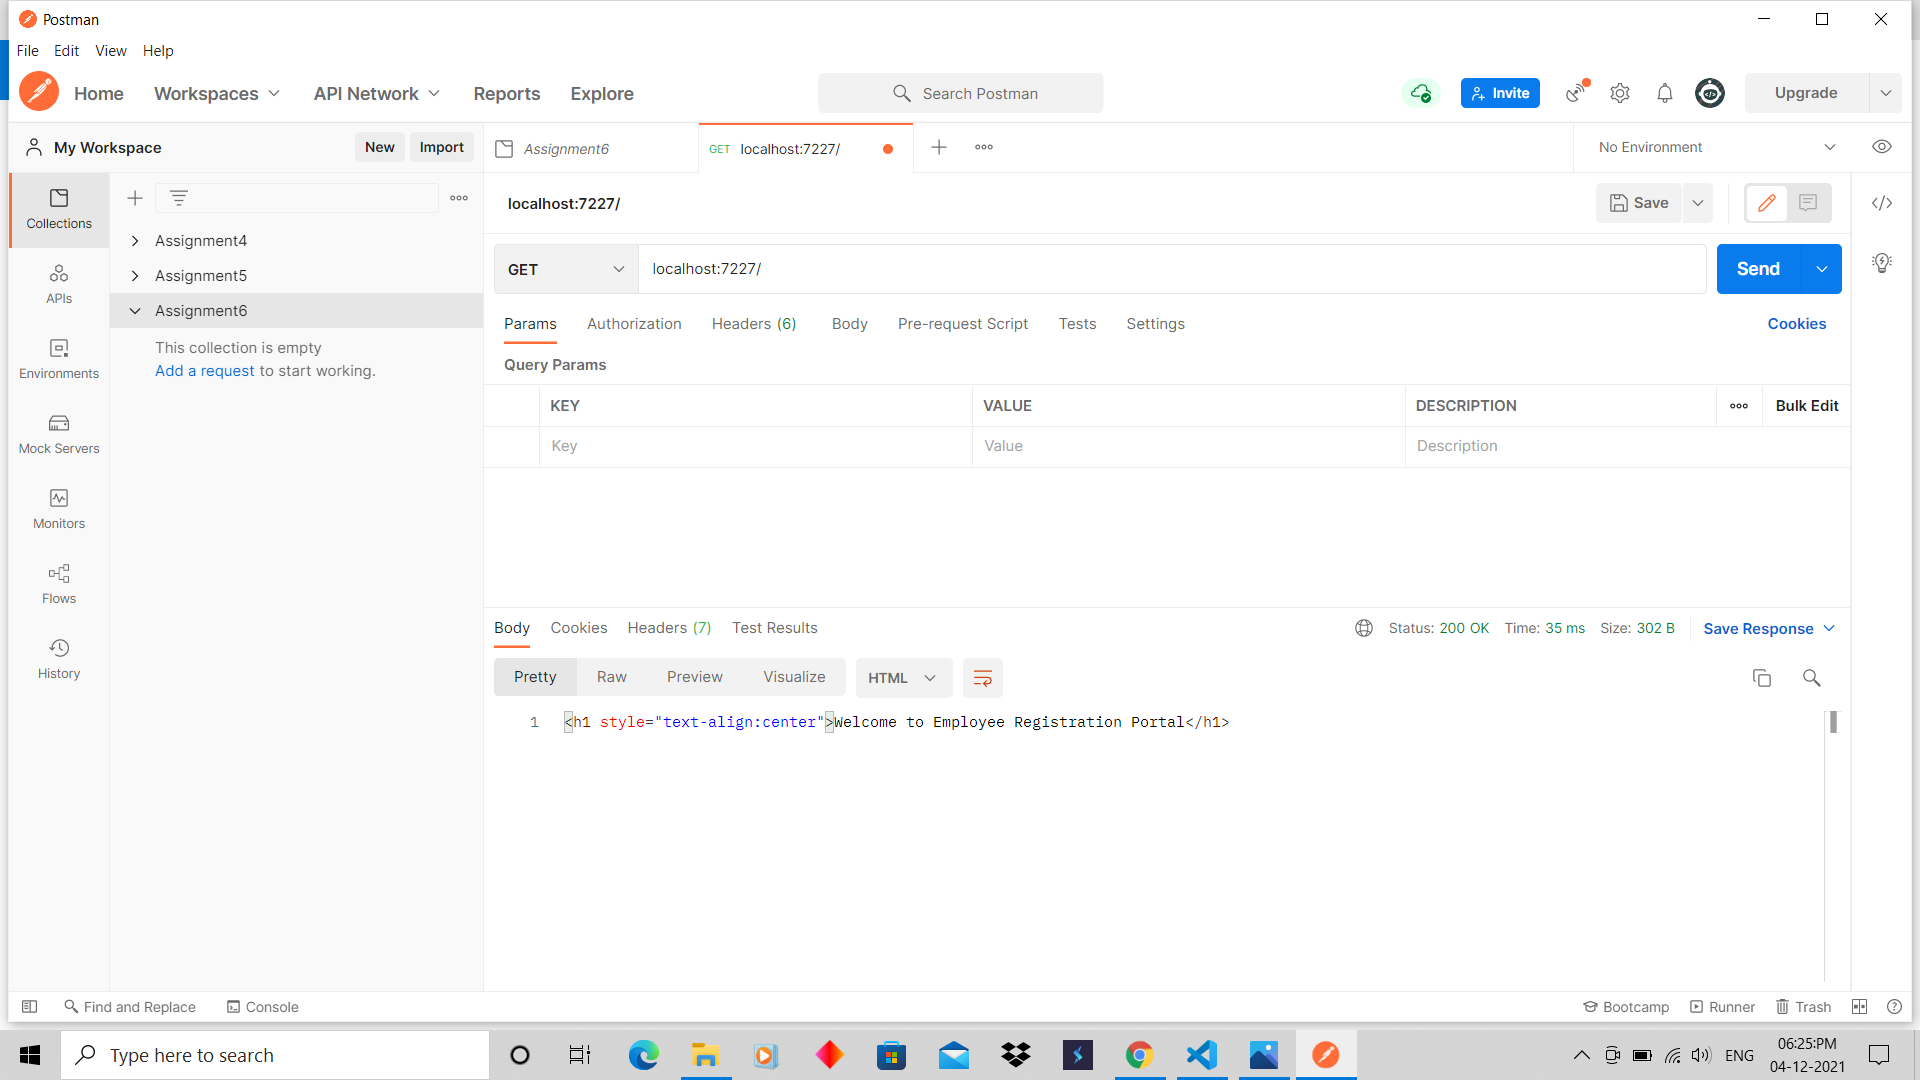 Postman
File Edit View Help
Home Workspaces API Network Reports Explore Search Postman Invite Upgrade
My Workspace New Import
Assignment6 GET localhost:7227/ No Environment
Collections
APIs
Environments
Mock Servers
Monitors
Flows
History
Assignment4
Assignment5
Assignment6
This collection is empty
Add a request to start working.
localhost:7227/ Save
GET localhost:7227/ Send
Params Authorization Headers (6) Body Pre-request Script Tests Settings Cookies
Query Params
KEY VALUE DESCRIPTION Bulk Edit
Key Value Description
Body Cookies Headers (7) Test Results Status: 200 OK Time: 35 ms Size: 302 B Save Response
Pretty Raw Preview Visualize HTML
1 <h1 style="text-align:center">Welcome to Employee Registration Portal</h1>
Find and Replace Console Bootcamp Runner Trash
Type here to search ENG
06:25:PM
04-12-2021